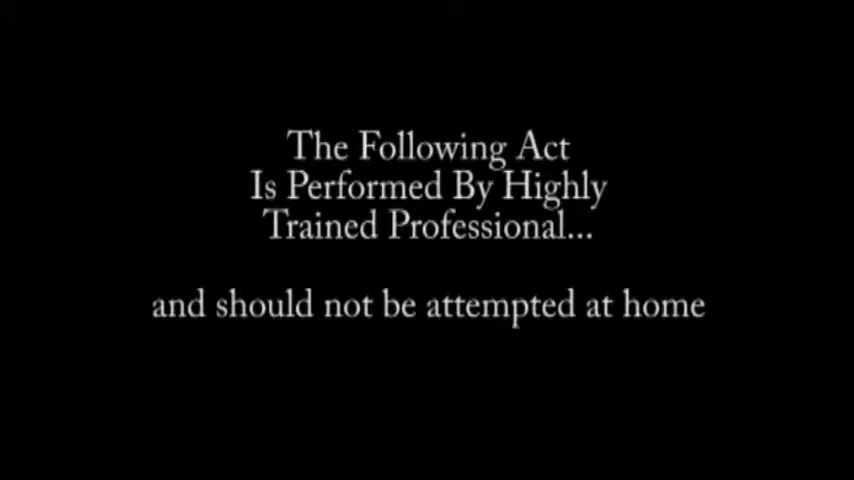 The Following Act
Is Performed By Highly
Trained Professional...
and should not be attempted at home